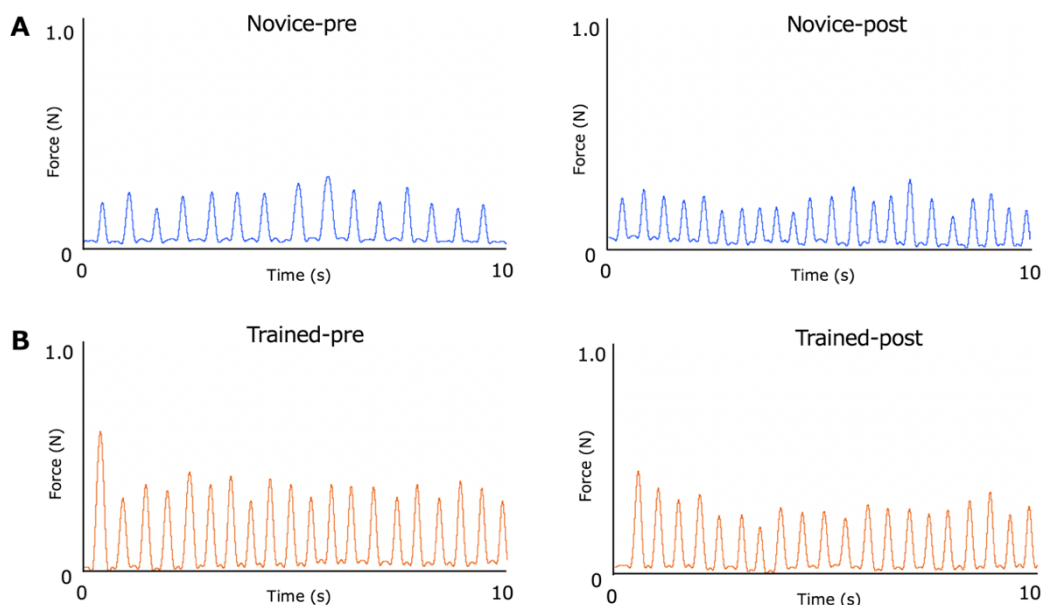 A
Novice-pre
1.0
Force (N)
0
0
Time (s)
10
Novice-post
1.0
Force (N)
0
0
Time (s)
10
B
Trained-pre
1.0
Force (N)
0
0
Time (s)
10
Trained-post
1.0
Force (N)
0
0
Time (s)
10